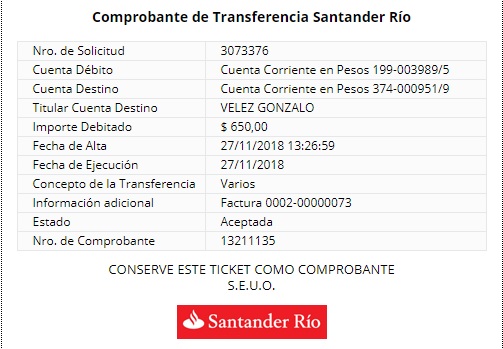 Comprobante de Transferencia Santander Río
Nro. de Solicitud 3073376
Cuenta Débito Cuenta Corriente en Pesos 199-003989/5
Cuenta Destino Cuenta Corriente en Pesos 374-000951/9
Titular Cuenta Destino VELEZ GONZALO
Importe Debitado $ 650,00
Fecha de Alta 27/11/2018 13:26:59
Fecha de Ejecución 27/11/2018
Concepto de la Transferencia Varios
Información adicional Factura 0002-00000073
Estado Aceptada
Nro. de Comprobante 13211135
CONSERVE ESTE TICKET COMO COMPROBANTE
S.E.U.O.
Santander Río